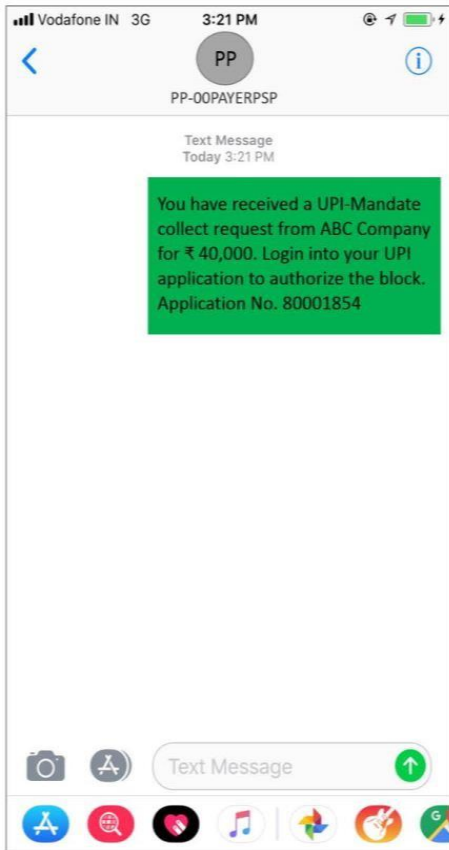 Vodafone IN 3G 3:21 PM
PP
PP-00PAYERPSP
Text Message
Today 3:21 PM
You have received a UPI-Mandate
collect request from ABC Company
for ₹ 40,000. Login into your UPI
application to authorize the block.
Application No. 80001854
Text Message
G